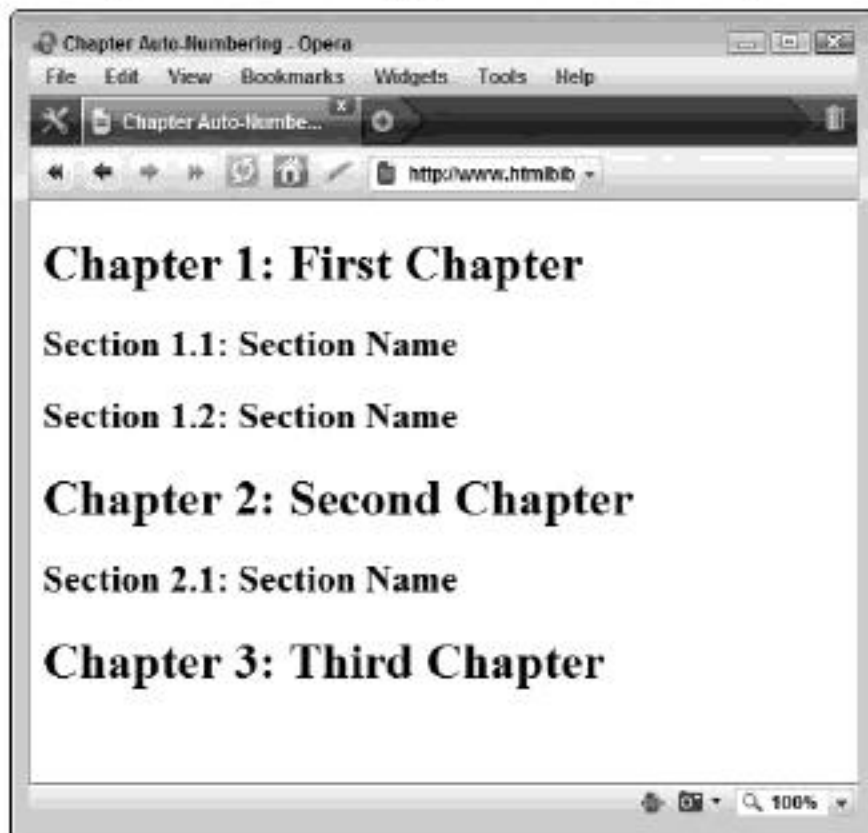 Chapter Auto-Numbering - Opera
File Edit View Bookmarks Widgets Tools Help
Chapter Auto-Numbe...
http://www.htmlbib
Chapter 1: First Chapter
Section 1.1: Section Name
Section 1.2: Section Name
Chapter 2: Second Chapter
Section 2.1: Section Name
Chapter 3: Third Chapter
100%